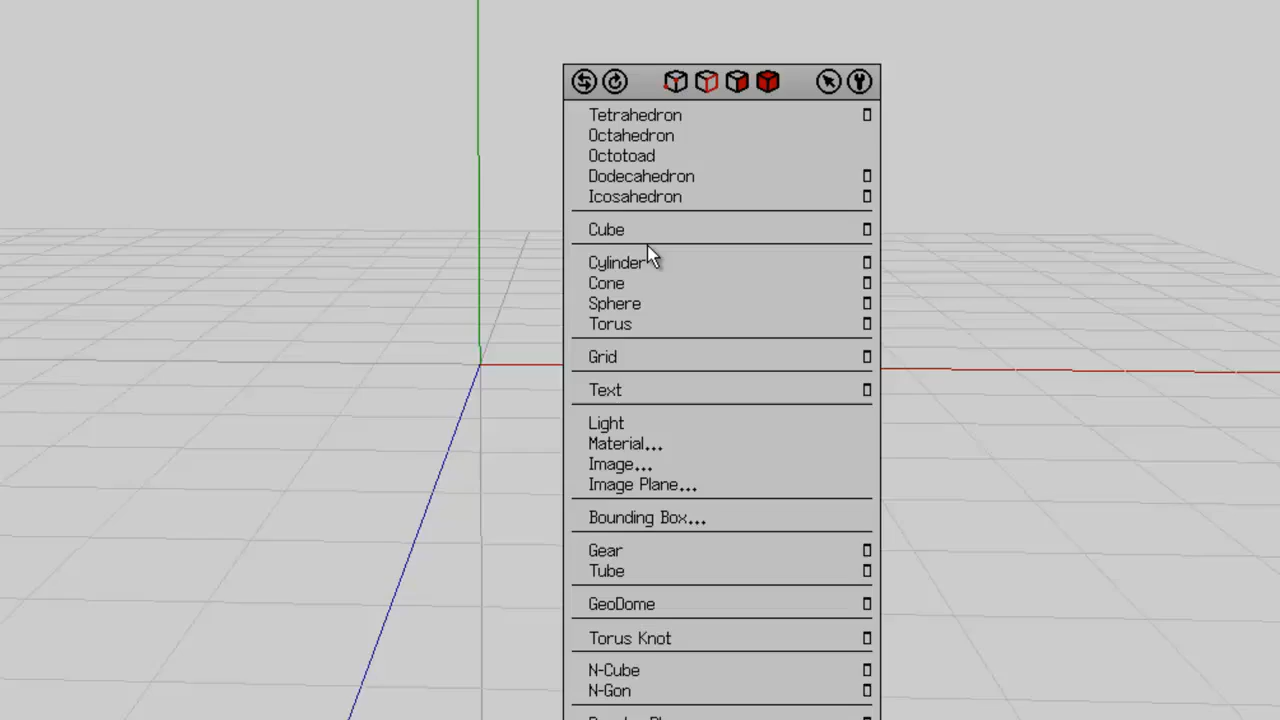 Tetrahedron
Octahedron
Octotoad
Dodecahedron
Icosahedron
Cube
Cylinder
Cone
Sphere
Torus
Grid
Text
Light
Material...
Image...
Image Plane...
Bounding Box...
Gear
Tube
GeoDome
Torus Knot
N-Cube
N-Gon